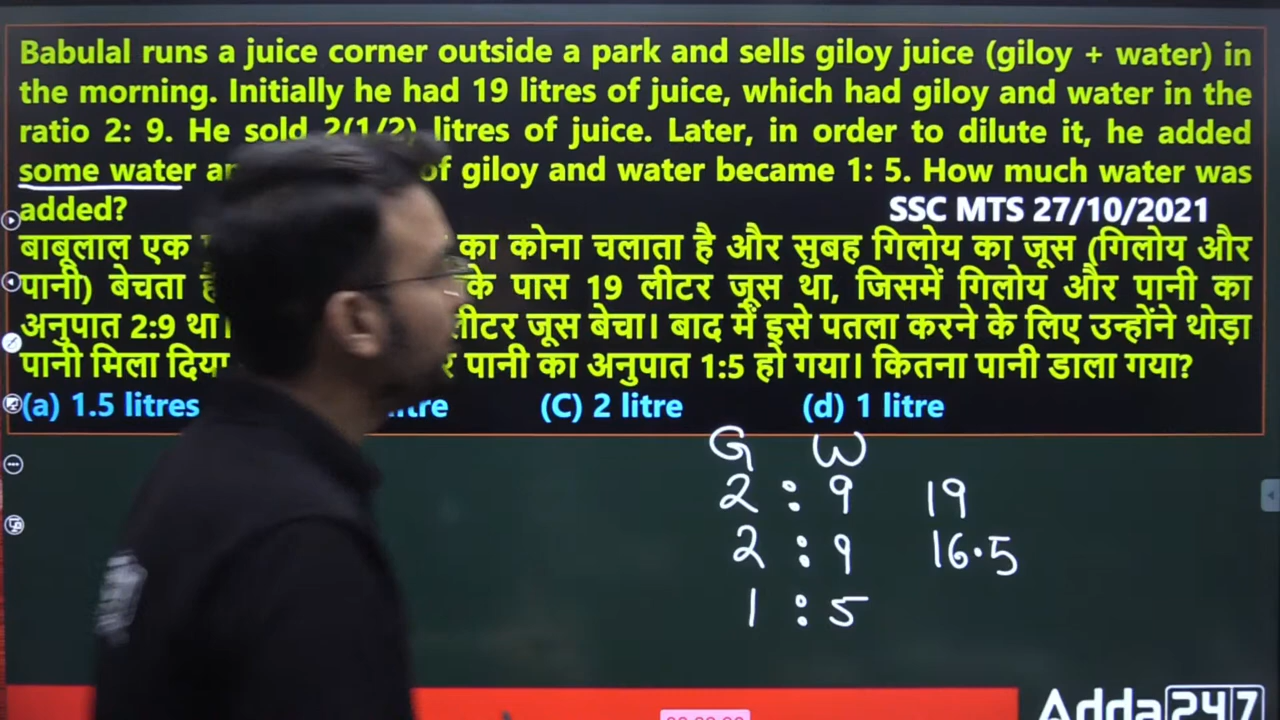 Babulal runs a juice corner outside a park and sells giloy juice (giloy + water) in
the morning. Initially he had 19 litres of juice, which had giloy and water in the
ratio 2: 9. He sold 2(1/2) litres of juice. Later, in order to dilute it, he added
some water of giloy and water became 1: 5. How much water was
added?
SSC MTS 27/10/2021
बाबूलाल एक का कोना चलाता है और सुबह गिलोय का जूस (गिलोय और
पानी) बेचता पास 19 लीटर जूस था, जिसमें गिलोय और पानी का
अनुपात 2:9 था। लीटर जूस बेचा। बाद में इसे पतला करने के लिए उन्होंने थोड़ा
पानी मिला पानी का अनुपात 1:5 हो गया। कितना पानी डाला गया?
(a) 1.5 litres (C) 2 litre (d) 1 litre
G W
2 : 9 19
2 : 9 16.5
1 : 5
Adda 247